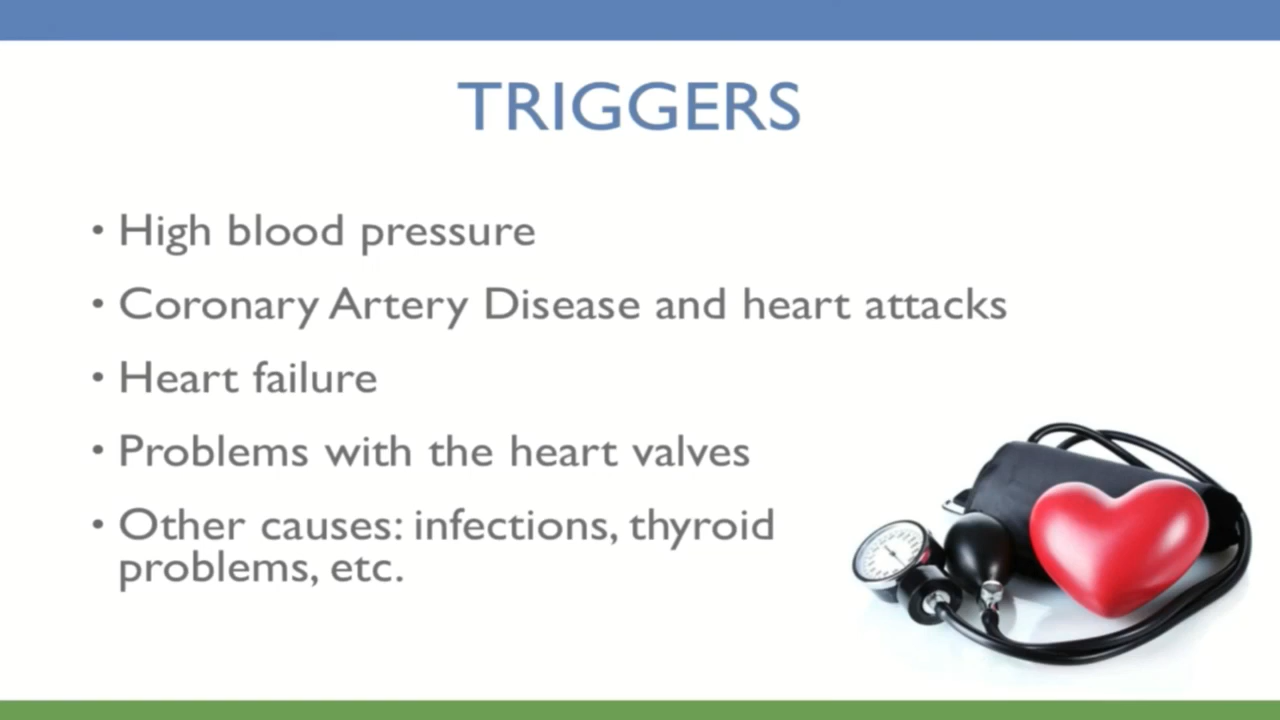 TRIGGERS
• High blood pressure
• Coronary Artery Disease and heart attacks
• Heart failure
• Problems with the heart valves
• Other causes: infections, thyroid
problems, etc.